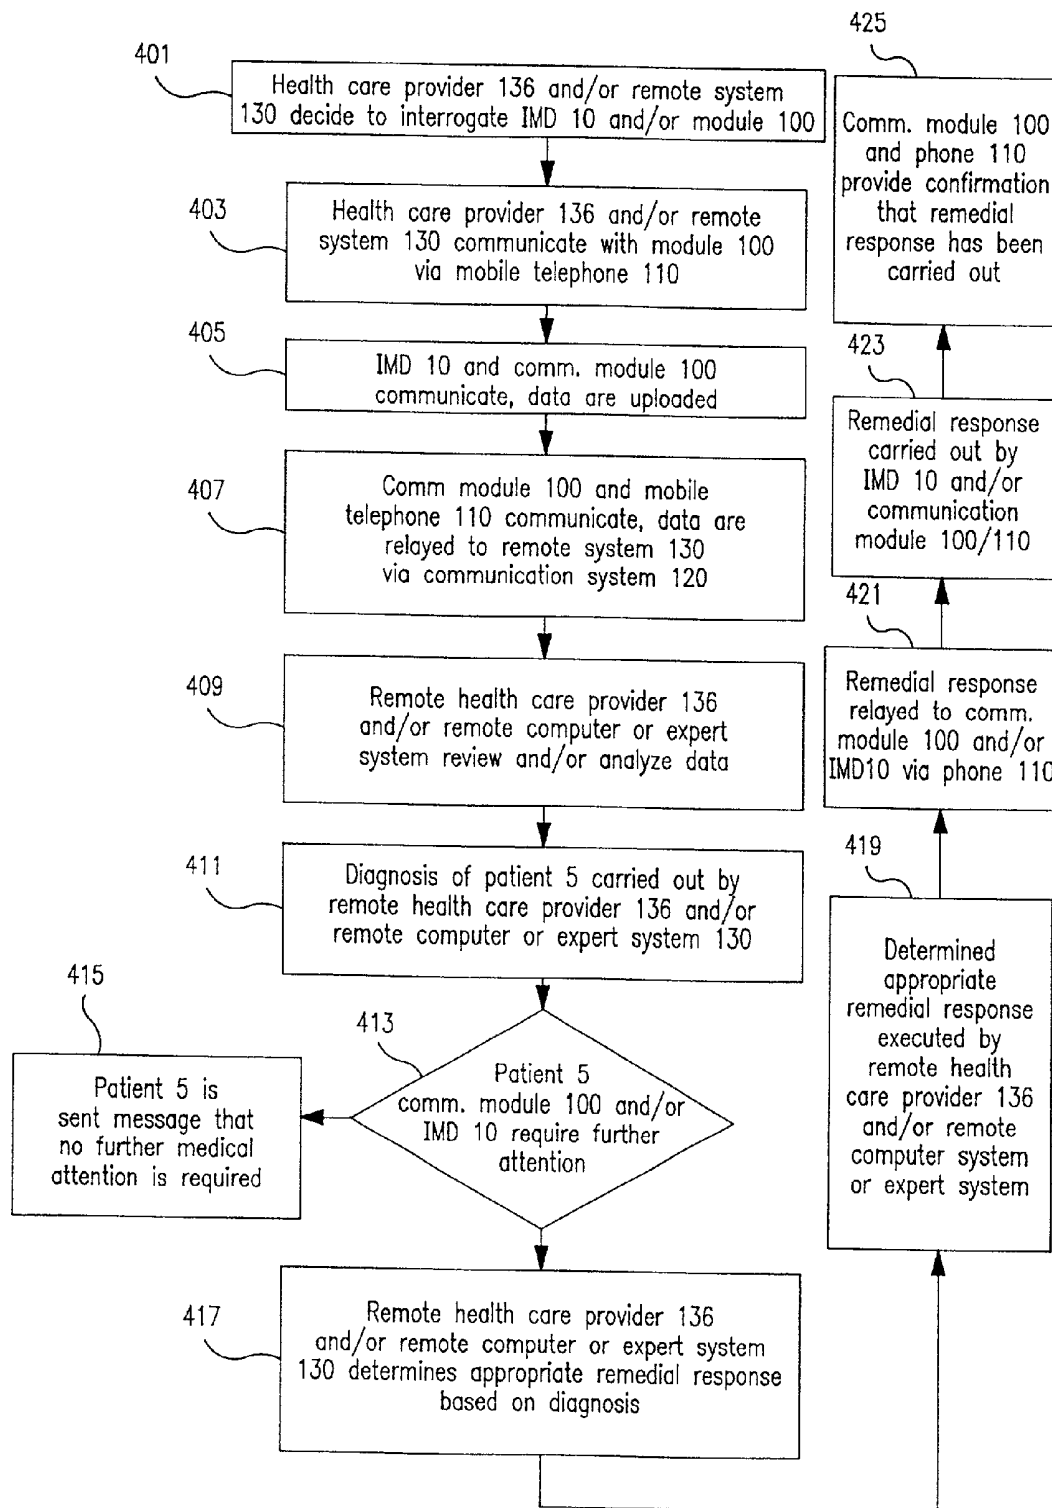 401
Health care provider 136 and/or remote system
130 decide to interrogate IMD 10 and/or module 100
403
Health care provider 136 and/or remote
system 130 communicate with module 100
via mobile telephone 110
405
IMD 10 and comm. module 100
communicate, data are uploaded
407
Comm module 100 and mobile
telephone 110 communicate, data are
relayed to remote system 130
via communication system 120
409
Remote health care provider 136
and/or remote computer or expert
system review and/or analyze data
411
Diagnosis of patient 5 carried out by
remote health care provider 136 and/or
remote computer or expert system 130
413
Patient 5
comm. module 100 and/or
IMD 10 require further
attention
415
Patient 5 is
sent message that
no further medical
attention is required
417
Remote health care provider 136
and/or remote computer or expert system
130 determines appropriate remedial response
based on diagnosis
419
Determined
appropriate
remedial response
executed by
remote health
care provider 136
and/or remote
computer system
or expert system
421
Remedial response
relayed to comm.
module 100 and/or
IMD10 via phone 110
423
Remedial response
carried out by
IMD 10 and/or
communication
module 100/110
425
Comm. module 100
and phone 110
provide confirmation
that remedial
response has been
carried out